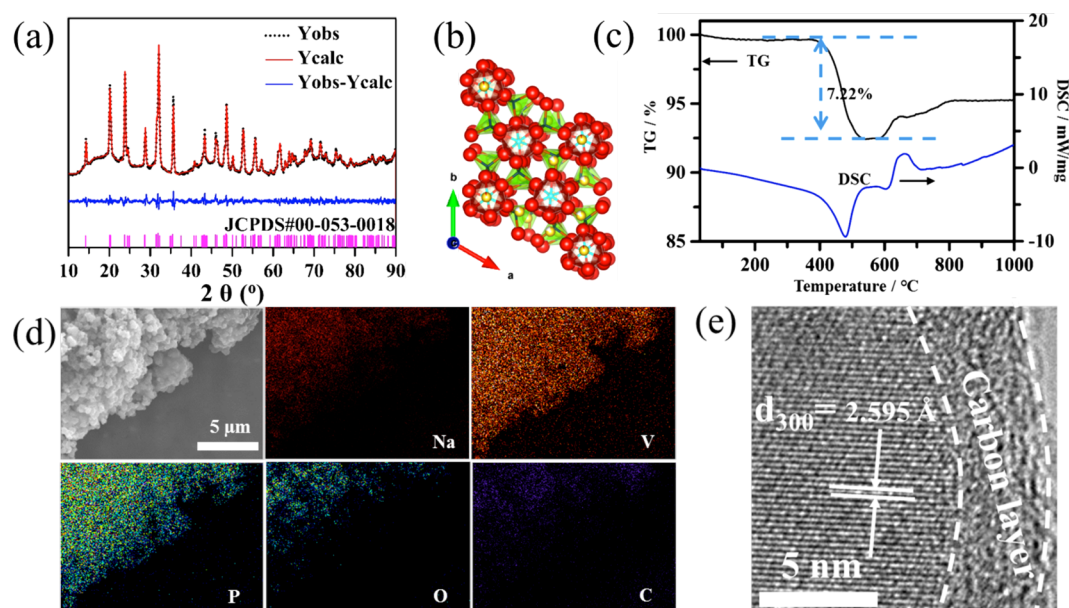 (a)
Yobs
Ycalc
Yobs-Ycalc
JCPDS#00-053-0018
10 20 30 40 50 60 70 80 90
2 θ (º)
(b)
b
a
(c)
100
95
90
85
TG / %
TG
7.22%
DSC
20
10
0
-10
DSC / mW/mg
0 200 400 600 800 1000
Temperature / °C
(d)
5 μm
Na
V
P
O
C
(e)
d300= 2.595 Å
Carbon layer
5 nm